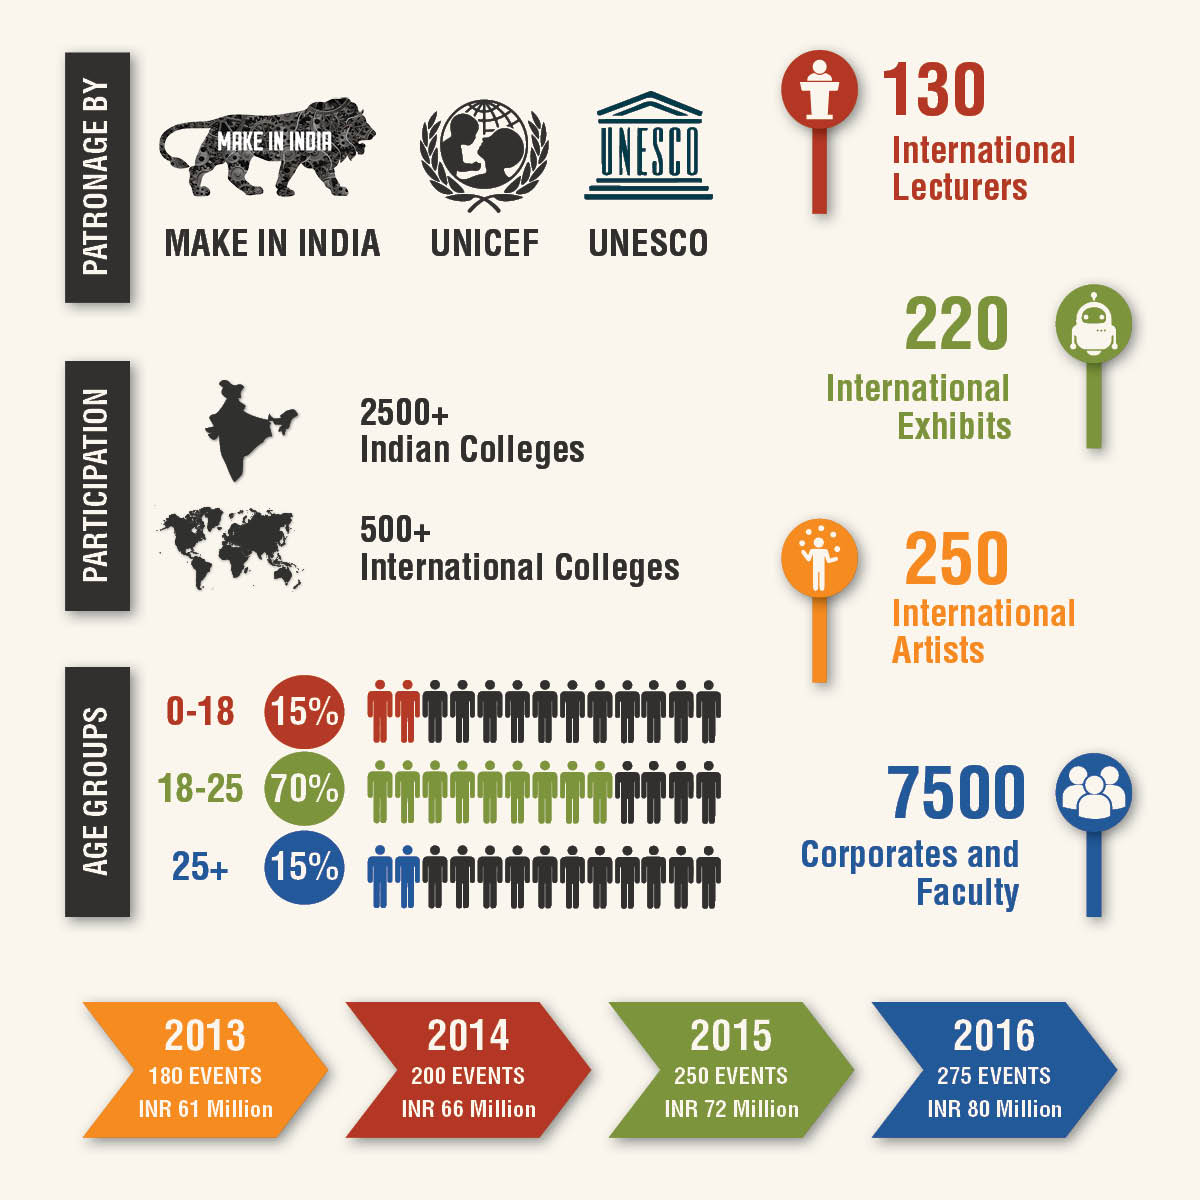 PATRONAGE BY
MAKE IN INDIA
UNESCO
MAKE IN INDIA
UNICEF
UNESCO
130
International
Lecturers
220
International
Exhibits
PARTICIPATION
2500+
Indian Colleges
500+
International Colleges
250
International
Artists
AGE GROUPS
0-18
15%
18-25
70%
25+
15%
7500
Corporates and
Faculty
2013
180 EVENTS
INR 61 Million
2014
200 EVENTS
INR 66 Million
2015
250 EVENTS
INR 72 Million
2016
275 EVENTS
INR 80 Million